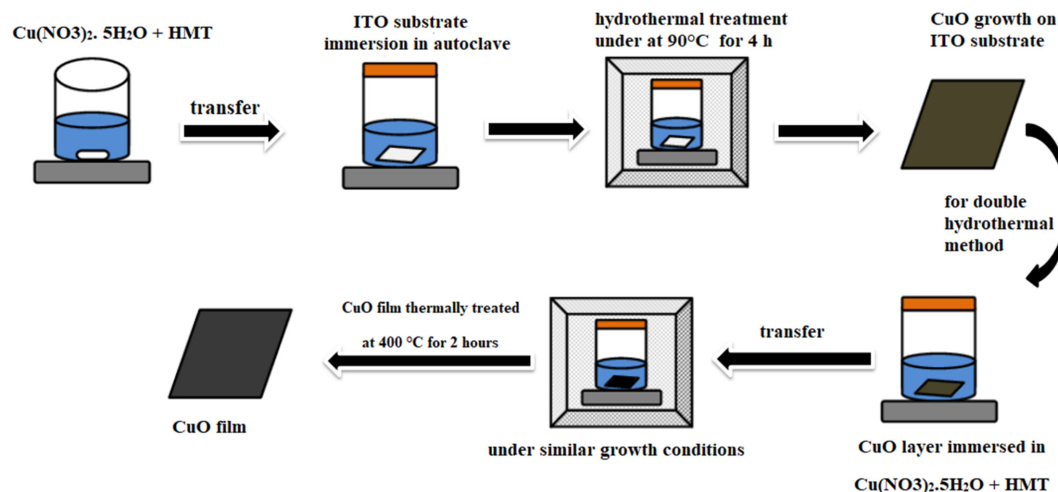 Cu(NO3)2. 5H2O + HMT
transfer
ITO substrate
immersion in autoclave
hydrothermal treatment
under at 90°C for 4 h
CuO growth on
ITO substrate
for double
hydrothermal
method
CuO layer immersed in
Cu(NO3)2.5H2O + HMT
transfer
under similar growth conditions
CuO film thermally treated
at 400 °C for 2 hours
CuO film